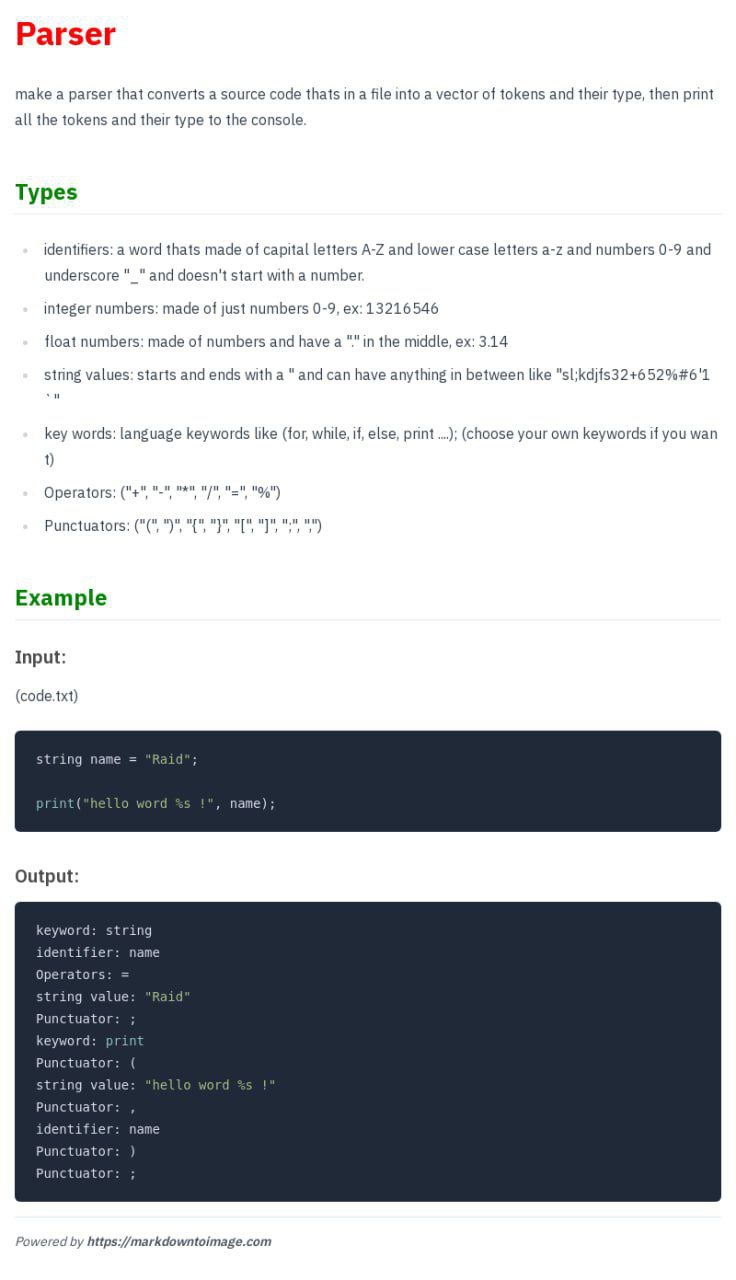 Parser
make a parser that converts a source code thats in a file into a vector of tokens and their type, then print
all the tokens and their type to the console.
Types
identifiers: a word thats made of capital letters A-Z and lower case letters a-z and numbers 0-9 and
underscore "_" and doesn't start with a number.
integer numbers: made of just numbers 0-9, ex: 13216546
float numbers: made of numbers and have a "." in the middle, ex: 3.14
string values: starts and ends with a " and can have anything in between like "sl;kdjfs32+652%#6'1
` "
key words: language keywords like (for, while, if, else, print ....); (choose your own keywords if you wan
t)
Operators: ("+", "-", "*", "/", "=", "%")
Punctuators: ("(", ")", "{", "}", "[", "]", ";", ",")
Example
Input:
(code.txt)
string name = "Raid";
print("hello word %s !", name);
Output:
keyword: string
identifier: name
Operators: =
string value: "Raid"
Punctuator: ;
keyword: print
Punctuator: (
string value: "hello word %s !"
Punctuator: ,
identifier: name
Punctuator: )
Punctuator: ;
Powered by https://markdowntoimage.com